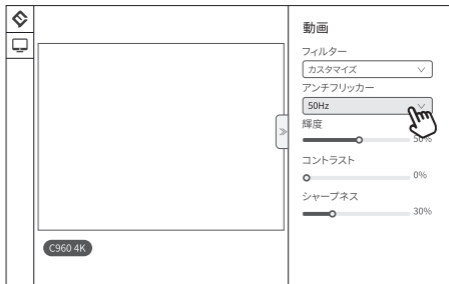 動画
フィルター
カスタマイズ
アンチフリッカー
50Hz
輝度
50%
コントラスト
0%
シャープネス
30%
C960 4K